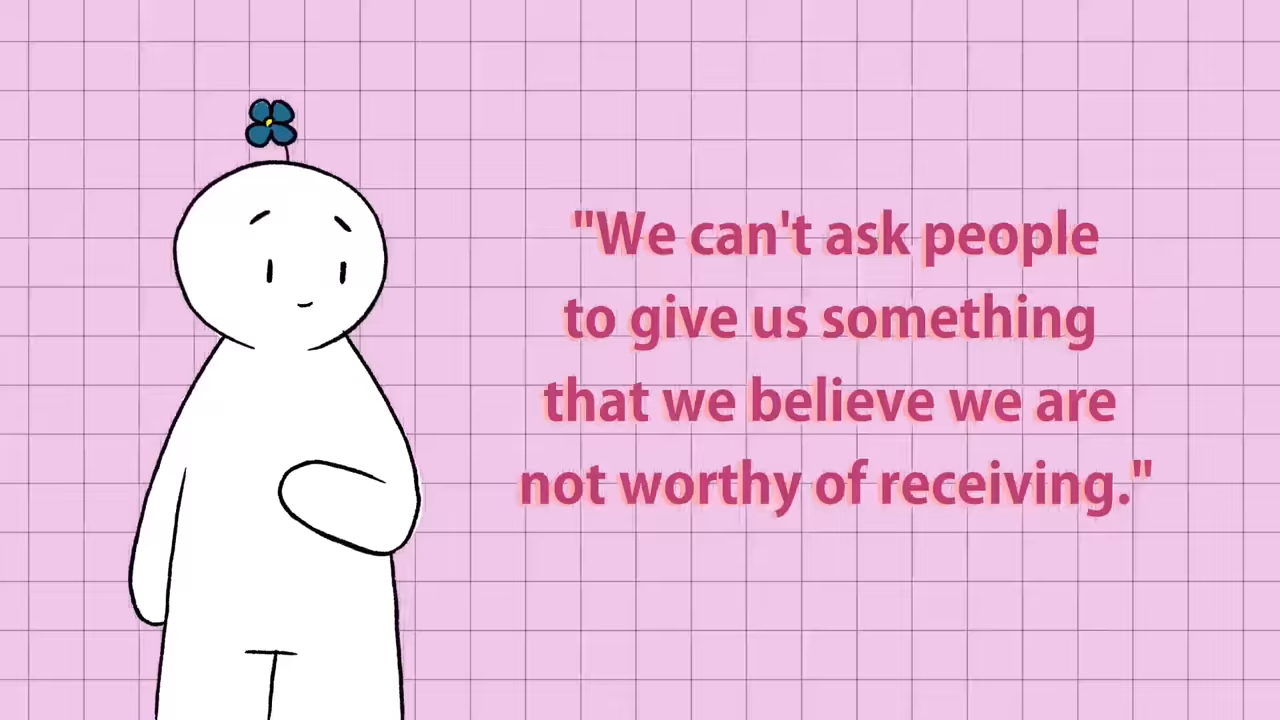 "We can't ask people
to give us something
that we believe we are
not worthy of receiving."